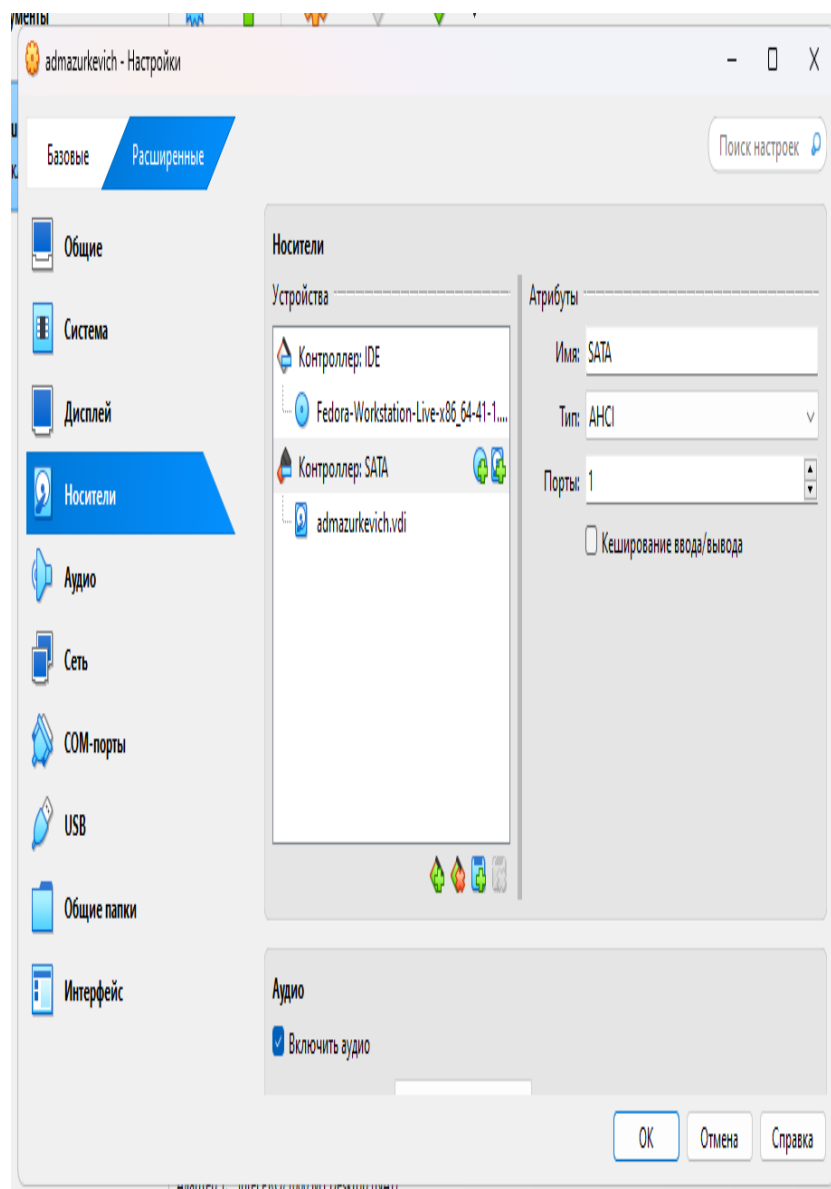 ументы
admazurkevich - Настройки
Базовые
Расширенные
Поиск настроек
Общие
Система
Дисплей
Носители
Аудио
Сеть
COM-порты
USB
Общие папки
Интерфейс
Носители
Устройства
Контроллер: IDE
Fedora-Workstation-Live-x86_64-41-1....
Контроллер: SATA
admazurkevich.vdi
Атрибуты
Имя: SATA
Тип: AHCI
Порты: 1
Кеширование ввода/вывода
Аудио
Включить аудио
OK
Отмена
Справка